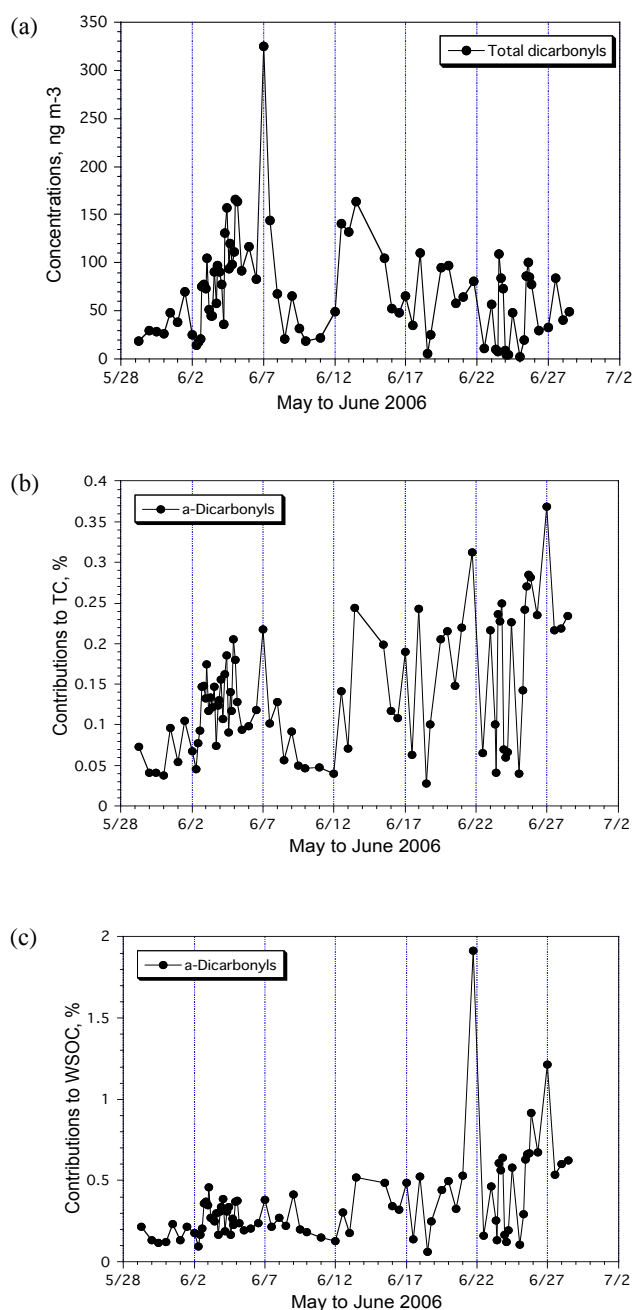 (a)
350
300
250
200
150
100
50
0
Concentrations, ng m-3
Total dicarbonyls
5/28 6/2 6/7 6/12 6/17 6/22 6/27 7/2
May to June 2006
(b)
0.4
0.35
0.3
0.25
0.2
0.15
0.1
0.05
0
Contributions to TC, %
a-Dicarbonyls
5/28 6/2 6/7 6/12 6/17 6/22 6/27 7/2
May to June 2006
(c)
2
1.5
1
0.5
0
Contributions to WSOC, %
a-Dicarbonyls
5/28 6/2 6/7 6/12 6/17 6/22 6/27 7/2
May to June 2006